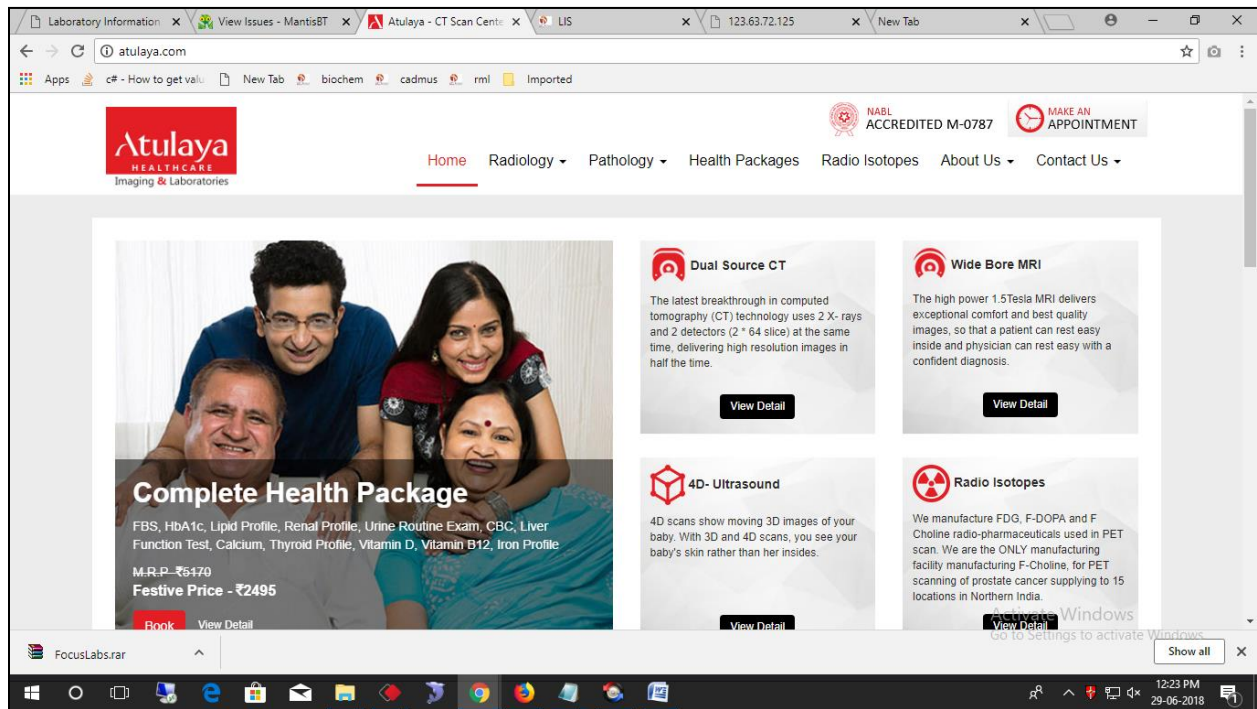 Laboratory Information
View Issues - MantisBT
Atulaya - CT Scan Cente
LIS
123.63.72.125
New Tab
atulaya.com
Apps
c# - How to get valu
New Tab
biochem
cadmus
rml
Imported
Atulaya
HEALTHCARE
Imaging & Laboratories
NABL
ACCREDITED M-0787
MAKE AN
APPOINTMENT
Home Radiology Pathology Health Packages Radio Isotopes About Us Contact Us
Complete Health Package
FBS, HbA1c, Lipid Profile, Renal Profile, Urine Routine Exam, CBC, Liver
Function Test, Calcium, Thyroid Profile, Vitamin D, Vitamin B12, Iron Profile
M.R.P ₹5170
Festive Price - ₹2495
Book View Detail
Dual Source CT
The latest breakthrough in computed
tomography (CT) technology uses 2 X- rays
and 2 detectors (2 * 64 slice) at the same
time, delivering high resolution images in
half the time.
View Detail
Wide Bore MRI
The high power 1.5Tesla MRI delivers
exceptional comfort and best quality
images, so that a patient can rest easy
inside and physician can rest easy with a
confident diagnosis.
View Detail
4D- Ultrasound
4D scans show moving 3D images of your
baby. With 3D and 4D scans, you see your
baby's skin rather than her insides.
View Detail
Radio Isotopes
We manufacture FDG, F-DOPA and F
Choline radio-pharmaceuticals used in PET
scan. We are the ONLY manufacturing
facility manufacturing F-Choline, for PET
scanning of prostate cancer supplying to 15
locations in Northern India.
View Detail
Activate Windows
Go to Settings to activate Windows.
FocusLabs.rar
Show all
12:23 PM
29-06-2018